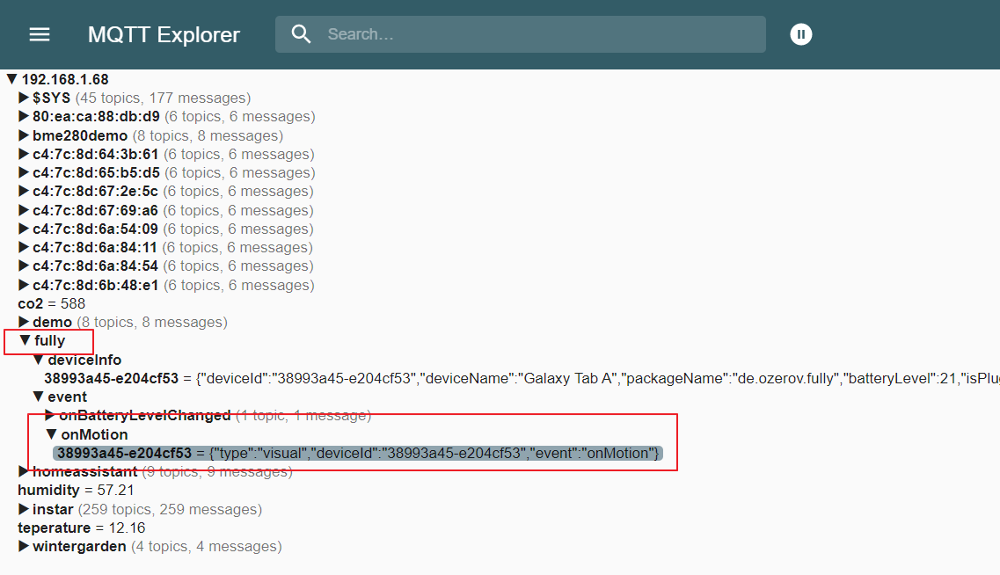 MQTT Explorer
Search...
▼ 192.168.1.68
▶ $SYS (45 topics, 177 messages)
▶ 80:ea:ca:88:db:d9 (6 topics, 6 messages)
▶ bme280demo (8 topics, 8 messages)
▶ c4:7c:8d:64:3b:61 (6 topics, 6 messages)
▶ c4:7c:8d:65:b5:d5 (6 topics, 6 messages)
▶ c4:7c:8d:67:2e:5c (6 topics, 6 messages)
▶ c4:7c:8d:67:69:a6 (6 topics, 6 messages)
▶ c4:7c:8d:6a:54:09 (6 topics, 6 messages)
▶ c4:7c:8d:6a:84:11 (6 topics, 6 messages)
▶ c4:7c:8d:6a:84:54 (6 topics, 6 messages)
▶ c4:7c:8d:6b:48:e1 (6 topics, 6 messages)
co2 = 588
▶ demo (8 topics, 8 messages)
▼ fully
▼ deviceInfo
38993a45-e204cf53 = {"deviceId":"38993a45-e204cf53","deviceName":"Galaxy Tab A","packageName":"de.ozerov.fully","batteryLevel":21,"isPlug
▼ event
▶ onBatteryLevelChanged (1 topic, 1 message)
▼ onMotion
38993a45-e204cf53 = {"type":"visual","deviceId":"38993a45-e204cf53","event":"onMotion"}
▶ homeassistant (9 topics, 9 messages)
humidity = 57.21
▶ instar (259 topics, 259 messages)
teperature = 12.16
▶ wintergarden (4 topics, 4 messages)